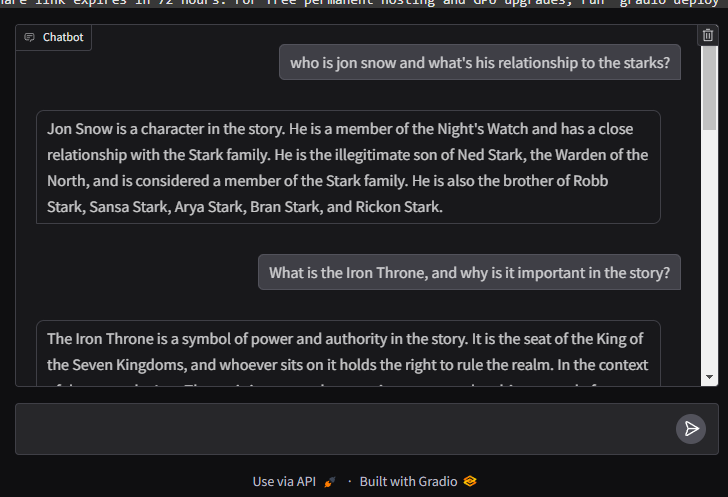 share link expires in 72 hours. For free permanent hosting and GPU upgrades, run `gradio deploy
Chatbot
who is jon snow and what's his relationship to the starks?
Jon Snow is a character in the story. He is a member of the Night's Watch and has a close
relationship with the Stark family. He is the illegitimate son of Ned Stark, the Warden of the
North, and is considered a member of the Stark family. He is also the brother of Robb
Stark, Sansa Stark, Arya Stark, Bran Stark, and Rickon Stark.
What is the Iron Throne, and why is it important in the story?
The Iron Throne is a symbol of power and authority in the story. It is the seat of the King of
the Seven Kingdoms, and whoever sits on it holds the right to rule the realm. In the context
Use via API · Built with Gradio